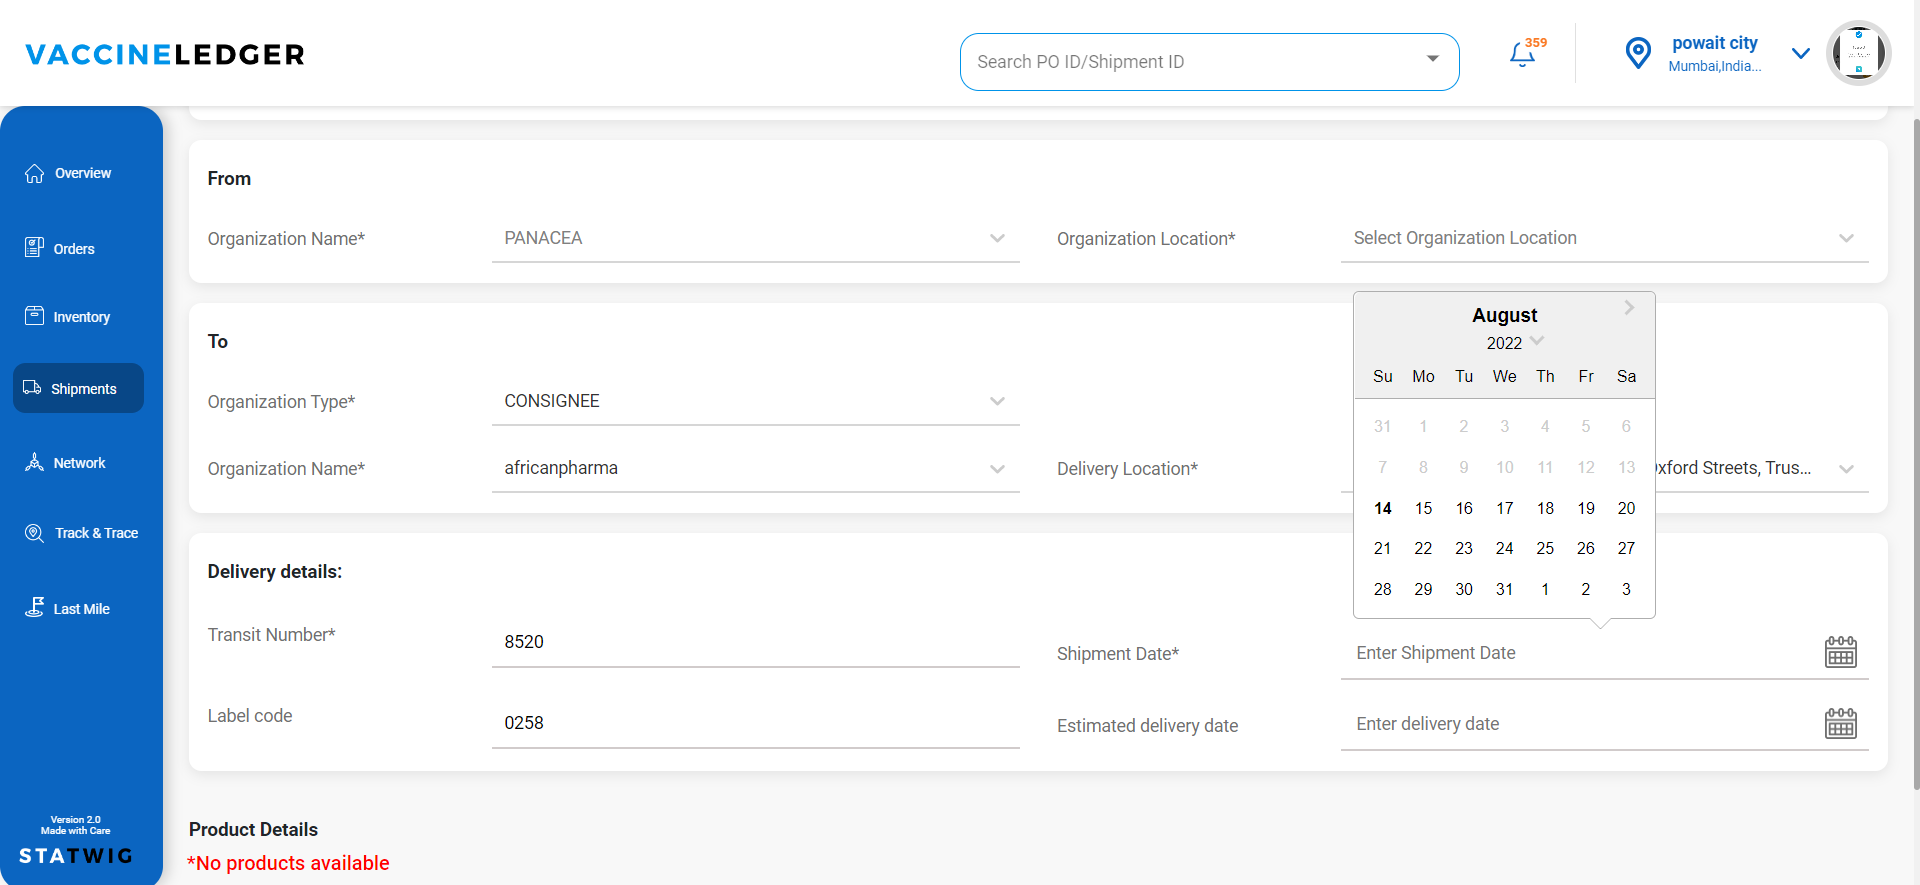 VACCINELEDGER
Search PO ID/Shipment ID
359
powait city
Mumbai,India...
Overview
Orders
Inventory
Shipments
Network
Track & Trace
Last Mile
Version 2.0
Made with Care
STATWIG
From
Organization Name*
PANACEA
Organization Location*
Select Organization Location
To
Organization Type*
CONSIGNEE
Organization Name*
africanpharma
Delivery Location*
xford Streets, Trus...
August
2022
Su Mo Tu We Th Fr Sa
31 1 2 3 4 5 6
7 8 9 10 11 12 13
14 15 16 17 18 19 20
21 22 23 24 25 26 27
28 29 30 31 1 2 3
Delivery details:
Transit Number*
8520
Shipment Date*
Enter Shipment Date
Label code
0258
Estimated delivery date
Enter delivery date
Product Details
*No products available